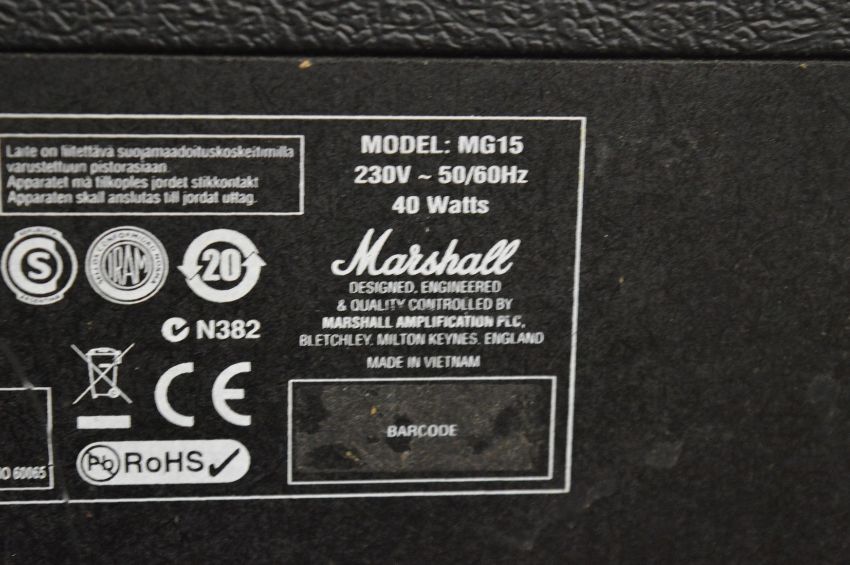 Laite on liitettävä suojamaadoituskoskettimilla
varustettuun pistorasiaan.
Apparatet må tilkoples jordet stikkontakt
Apparaten skall anslutas till jordat uttag.
MODEL: MG15
230V ~ 50/60Hz
40 Watts
S
IRAM
20
Marshall
DESIGNED, ENGINEERED
& QUALITY CONTROLLED BY
MARSHALL AMPLIFICATION PLC,
BLETCHLEY, MILTON KEYNES, ENGLAND
MADE IN VIETNAM
N382
CE
Pb RoHS
60065
BARCODE